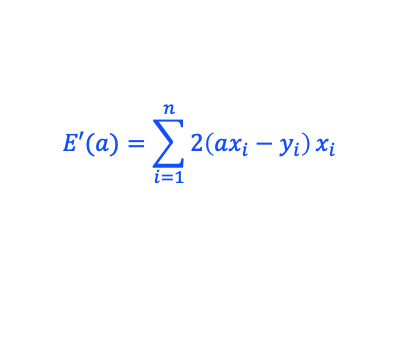 E′(a) = ∑_{i=1}^{n} 2(ax_i − y_i) x_i